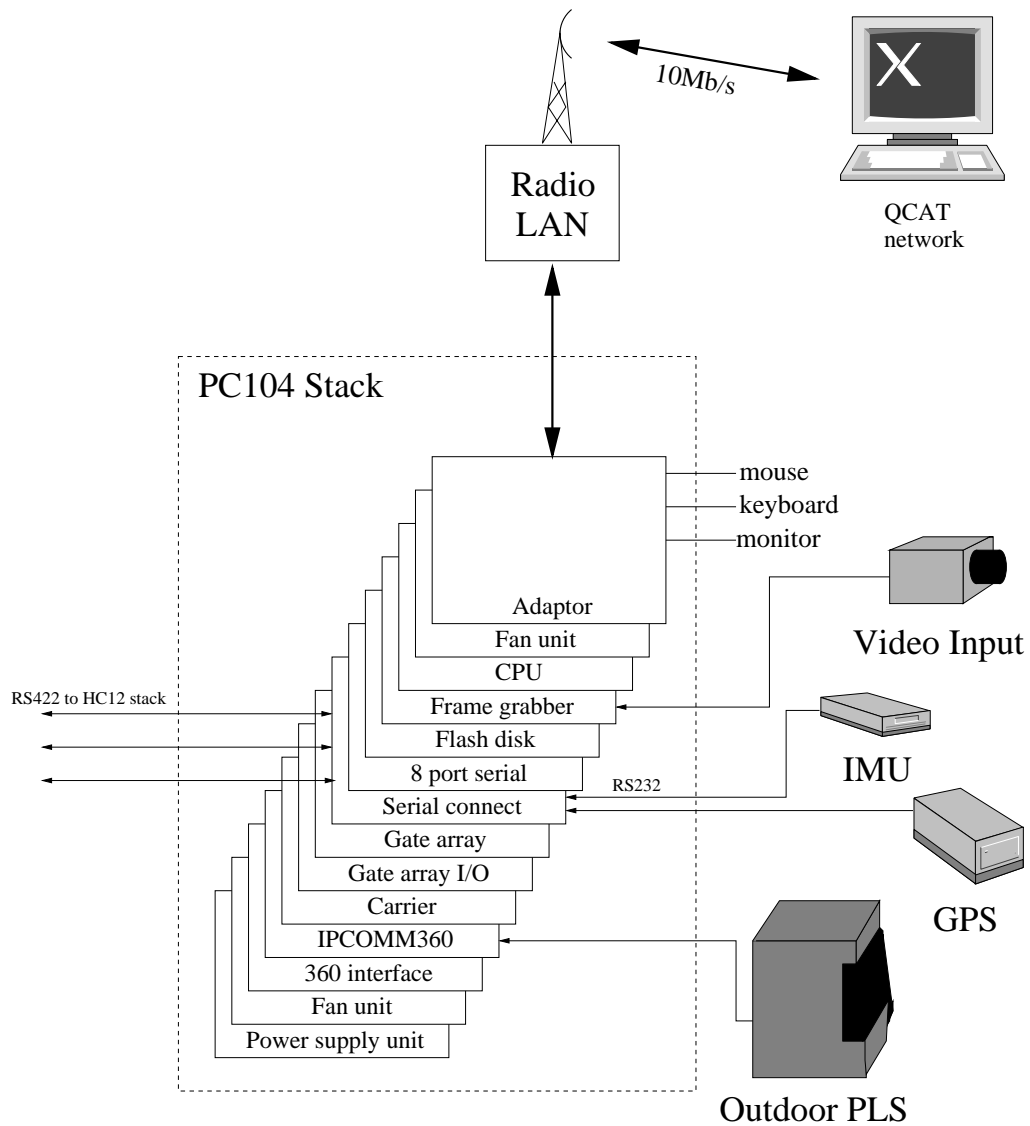 10Mb/s
Radio
LAN
QCAT
network
PC104 Stack
mouse
keyboard
monitor
Adaptor
Video Input
Fan unit
CPU
RS422 to HC12 stack
Frame grabber
Flash disk
IMU
8 port serial
RS232
Serial connect
Gate array
Gate array I/O
GPS
Carrier
IPCOMM360
360 interface
Fan unit
Power supply unit
Outdoor PLS